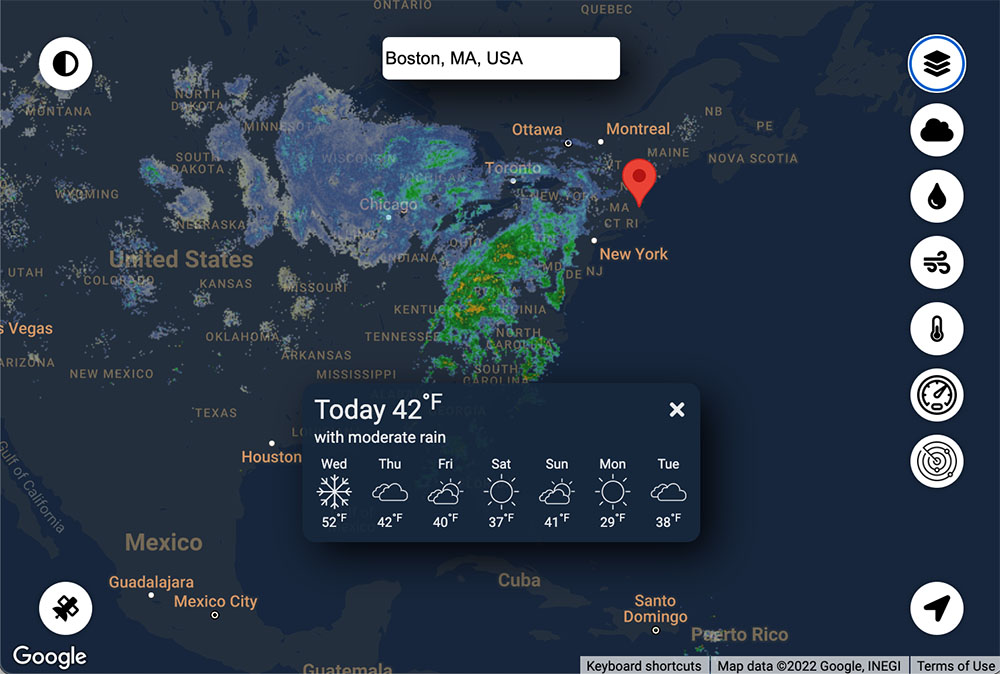 ONTARIO
QUEBEC
Boston, MA, USA
MONTANA
NORTH
DAKOTA
MINNESOTA
Ottawa
Montreal
NB
PE
MAINE
NOVA SCOTIA
VT
SOUTH
DAKOTA
WISCONSIN
MICHIGAN
Toronto
WYOMING
Chicago
NEW YORK
MA
CT RI
NEBRASKA
United States
OHIO
INDIANA
New York
UTAH
COLORADO
KANSAS
MISSOURI
MD
DE
NJ
s Vegas
KENTUC
VIRGINIA
OKLAHOMA
TENNESSEE
NORTH
CAROLINA
ARIZONA
NEW MEXICO
ARKANSAS
MISSISSIPPI
SOUTH
CAROLINA
TEXAS
GEORGIA
Houston
Gulf of California
Today 42°F
with moderate rain
Wed Thu Fri Sat Sun Mon Tue
52°F 42°F 40°F 37°F 41°F 29°F 38°F
Mexico
Guadalajara
Mexico City
Cuba
Santo
Domingo
Puerto Rico
Guatemala
Google
Keyboard shortcuts
Map data ©2022 Google, INEGI
Terms of Use